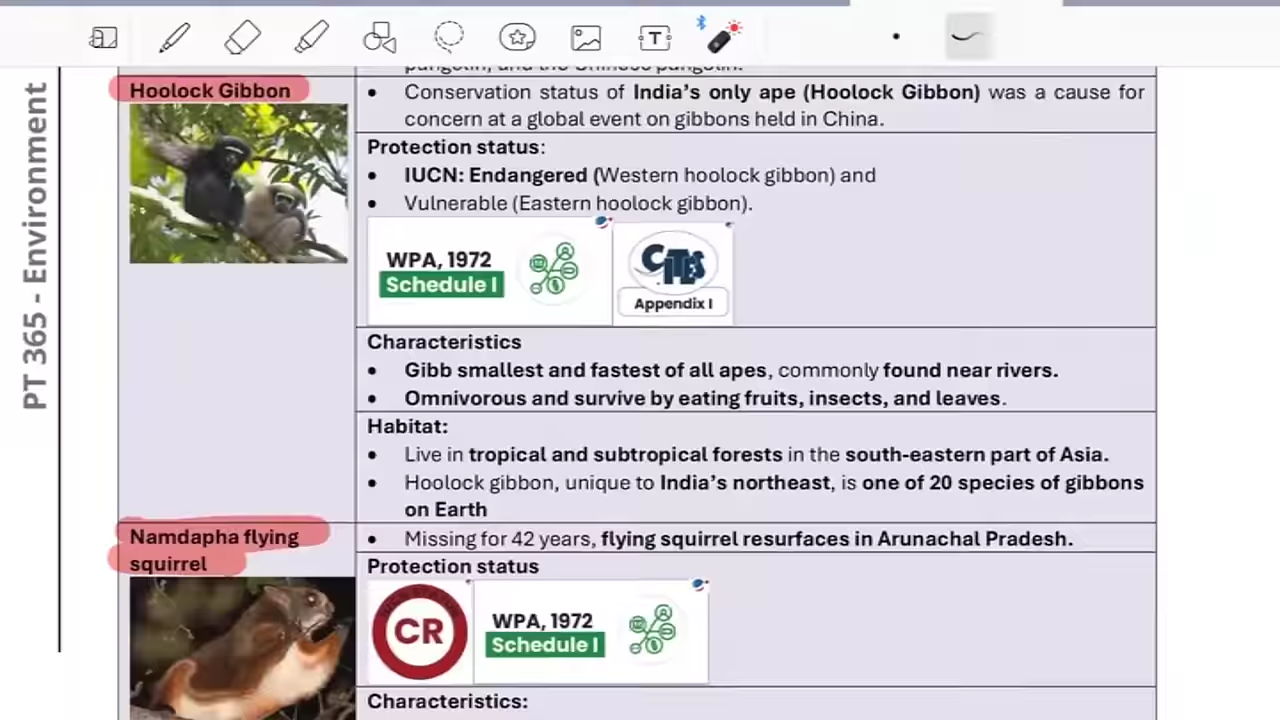 PT 365 - Environment
pangolin, and the Chinese pangolin.
Hoolock Gibbon
• Conservation status of India's only ape (Hoolock Gibbon) was a cause for
concern at a global event on gibbons held in China.
Protection status:
• IUCN: Endangered (Western hoolock gibbon) and
• Vulnerable (Eastern hoolock gibbon).
WPA, 1972
Schedule I
CITES
Appendix I
Characteristics
• Gibb smallest and fastest of all apes, commonly found near rivers.
• Omnivorous and survive by eating fruits, insects, and leaves.
Habitat:
• Live in tropical and subtropical forests in the south-eastern part of Asia.
• Hoolock gibbon, unique to India's northeast, is one of 20 species of gibbons
on Earth
Namdapha flying
squirrel
• Missing for 42 years, flying squirrel resurfaces in Arunachal Pradesh.
Protection status
CR
WPA, 1972
Schedule I
Characteristics: